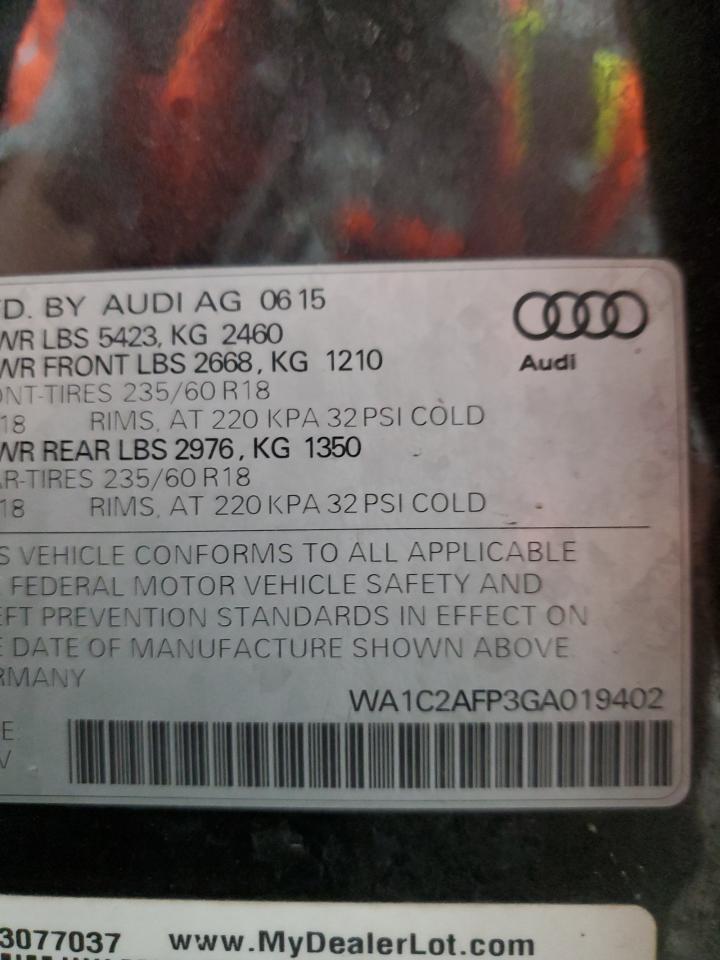 D. BY AUDI AG 06 15
WR LBS 5423, KG 2460
WR FRONT LBS 2668, KG 1210
Audi
NT-TIRES 235/60 R18
18 RIMS, AT 220 KPA 32 PSI COLD
WR REAR LBS 2976, KG 1350
R-TIRES 235/60 R18
18 RIMS, AT 220 KPA 32 PSI COLD
S VEHICLE CONFORMS TO ALL APPLICABLE
FEDERAL MOTOR VEHICLE SAFETY AND
EFT PREVENTION STANDARDS IN EFFECT ON
E DATE OF MANUFACTURE SHOWN ABOVE
RMANY
WA1C2AFP3GA019402
E
V
3077037 www.MyDealerLot.com